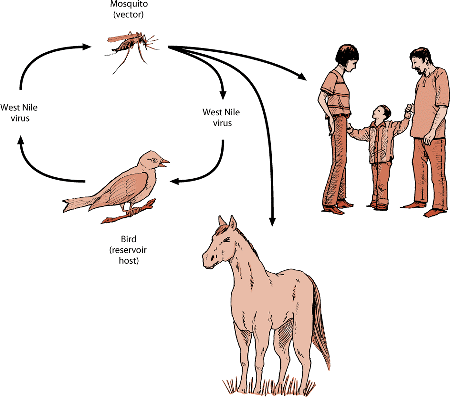 Mosquito
(vector)
West Nile
virus
West Nile
virus
Bird
(reservoir
host)